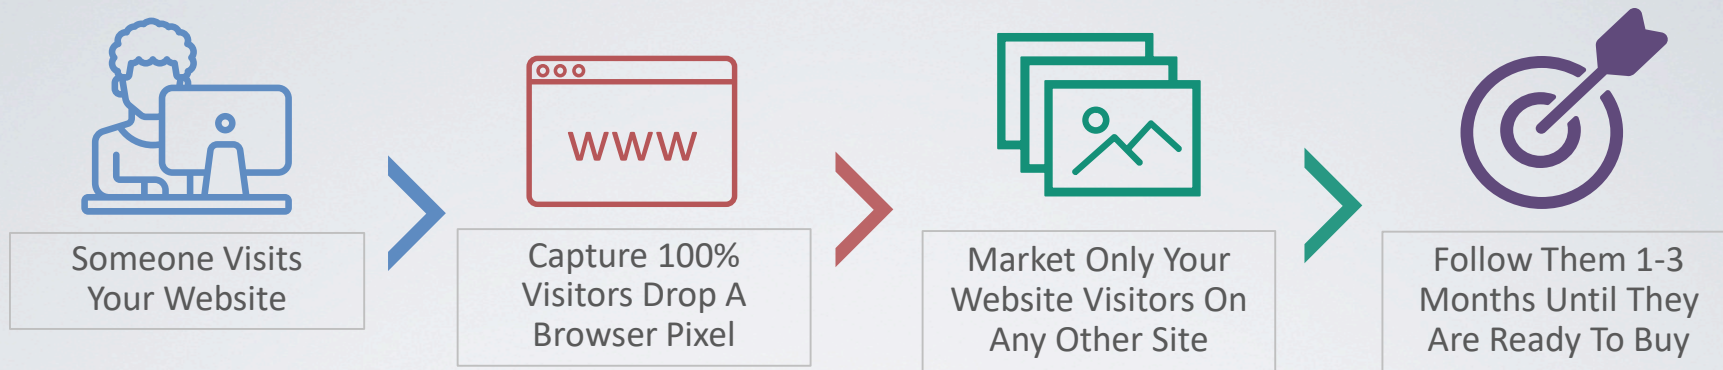 Someone Visits
Your Website
WWW
Capture 100%
Visitors Drop A
Browser Pixel
Market Only Your
Website Visitors On
Any Other Site
Follow Them 1-3
Months Until They
Are Ready To Buy